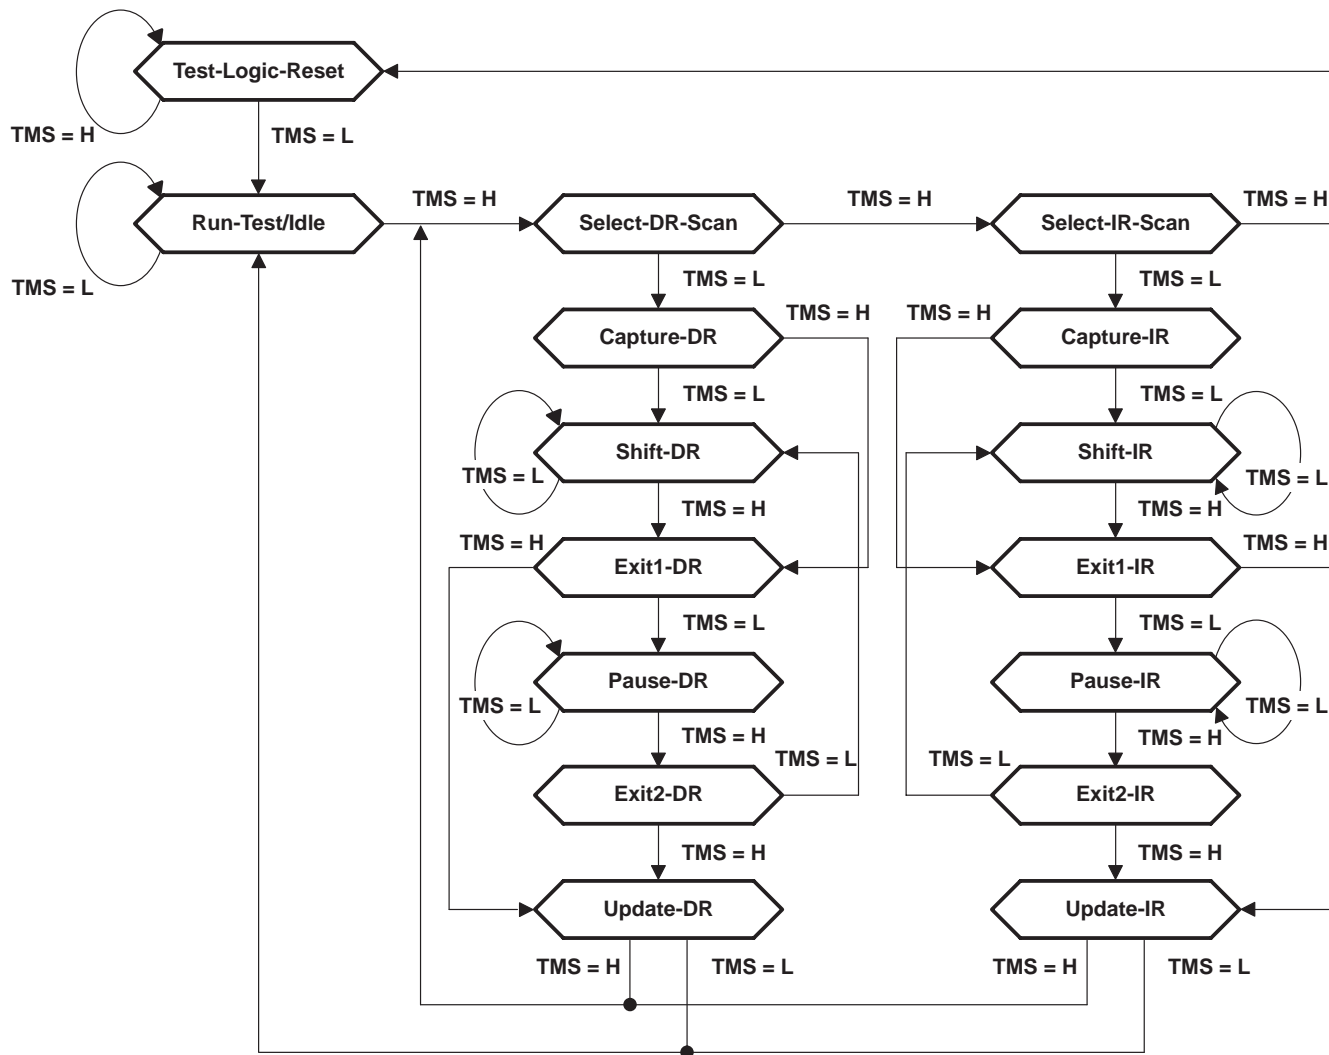 Test-Logic-Reset
TMS = H
TMS = L
TMS = H
TMS = H
TMS = H
Run-Test/Idle
Select-DR-Scan
Select-IR-Scan
TMS = L
TMS = L
TMS = L
TMS = H
TMS = H
Capture-DR
Capture-IR
TMS = L
TMS = L
Shift-DR
Shift-IR
TMS = L
TMS = L
TMS = H
TMS = H
TMS = H
TMS = H
Exit1-DR
Exit1-IR
TMS = L
TMS = L
Pause-DR
Pause-IR
TMS = L
TMS = L
TMS = H
TMS = H
TMS = L
TMS = L
Exit2-DR
Exit2-IR
TMS = H
TMS = H
Update-DR
Update-IR
TMS = H
TMS = L
TMS = H
TMS = L